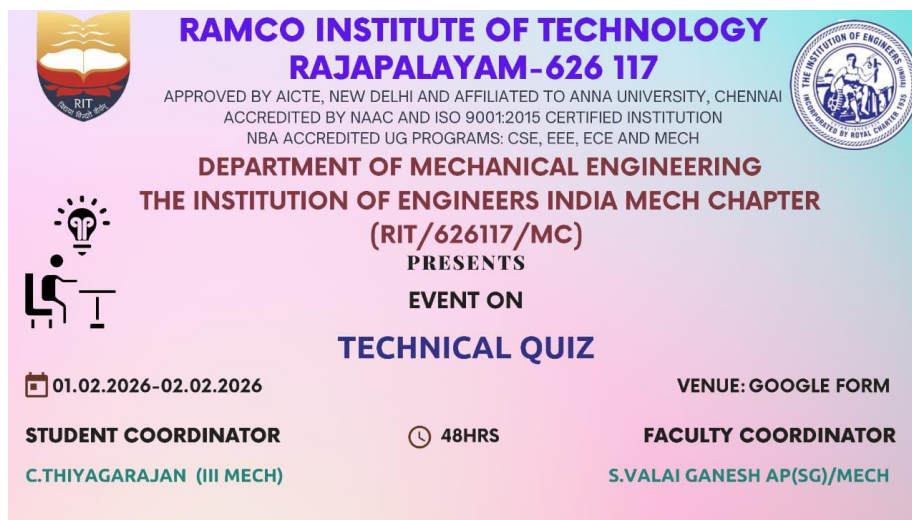 RAMCO INSTITUTE OF TECHNOLOGY
RAJAPALAYAM-626 117
APPROVED BY AICTE, NEW DELHI AND AFFILIATED TO ANNA UNIVERSITY, CHENNAI
ACCREDITED BY NAAC AND ISO 9001:2015 CERTIFIED INSTITUTION
NBA ACCREDITED UG PROGRAMS: CSE, EEE, ECE AND MECH
RIT
THE INSTITUTION OF ENGINEERS (INDIA)
INCORPORATED BY ROYAL CHARTER 1935
DEPARTMENT OF MECHANICAL ENGINEERING
THE INSTITUTION OF ENGINEERS INDIA MECH CHAPTER
(RIT/626117/MC)
PRESENTS
EVENT ON
TECHNICAL QUIZ
01.02.2026-02.02.2026
VENUE: GOOGLE FORM
STUDENT COORDINATOR
48HRS
FACULTY COORDINATOR
C.THIYAGARAJAN (III MECH)
S.VALAI GANESH AP(SG)/MECH